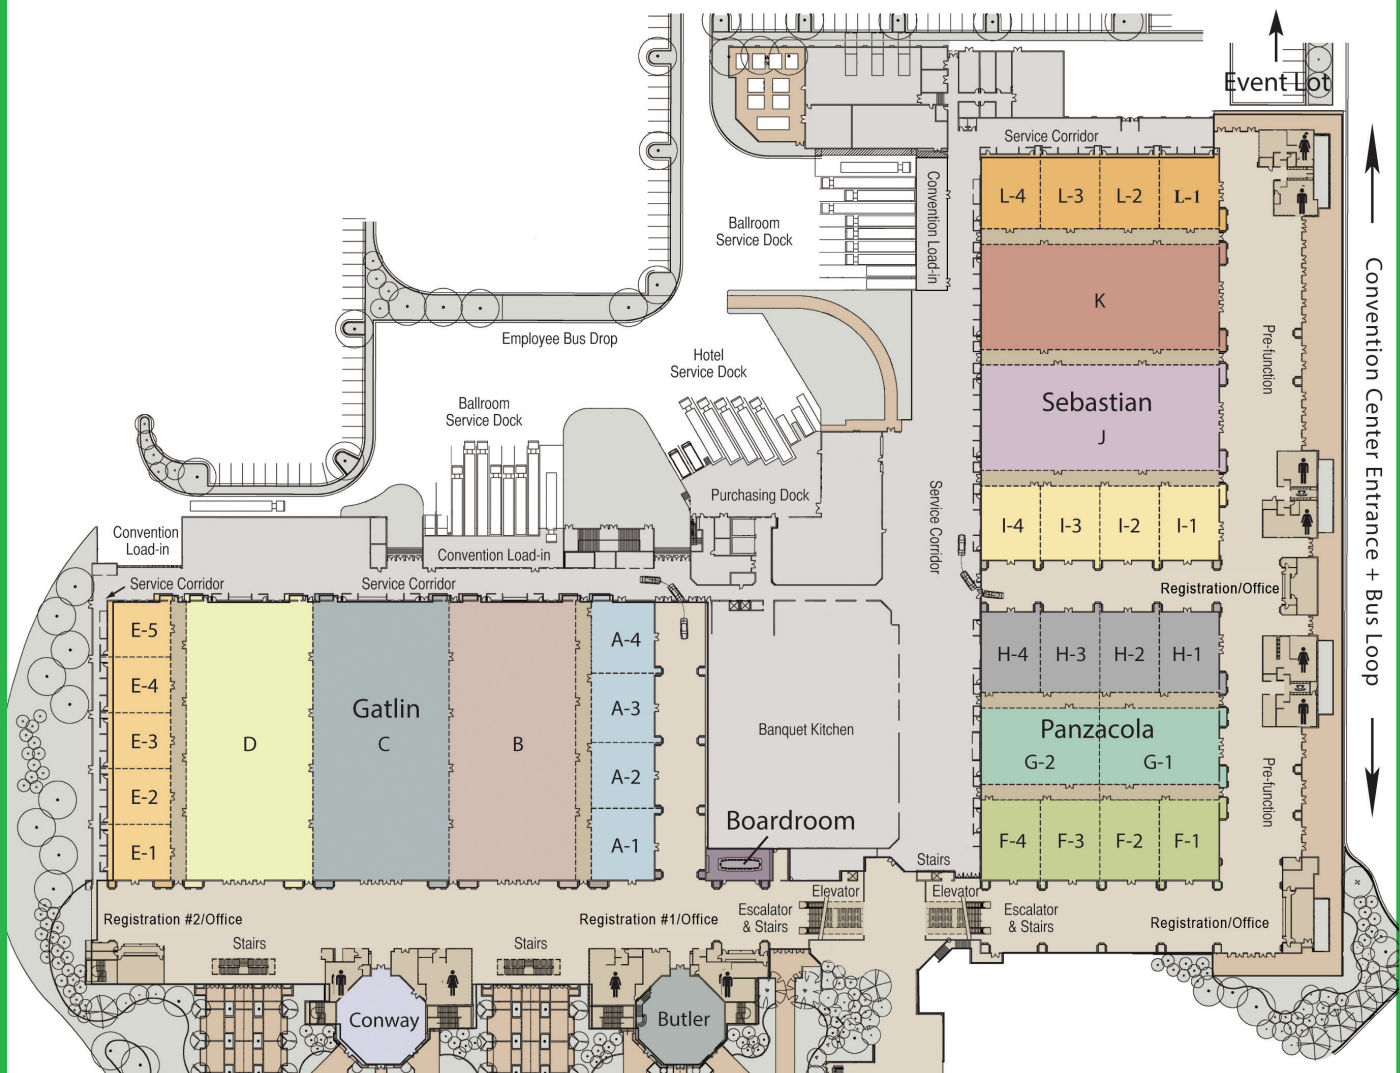 Event Lot
Service Corridor
L-4
L-3
L-2
L-1
Convention Load-in
Ballroom
Service Dock
K
Pre-function
Convention Center Entrance + Bus Loop
Employee Bus Drop
Hotel
Service Dock
Sebastian
J
Ballroom
Service Dock
Purchasing Dock
Service Corridor
I-4
I-3
I-2
I-1
Convention
Load-in
Convention Load-in
Service Corridor
Service Corridor
Registration/Office
E-5
E-4
E-3
E-2
E-1
D
Gatlin
C
B
A-4
A-3
A-2
A-1
Banquet Kitchen
Boardroom
H-4
H-3
H-2
H-1
Panzacola
G-2
G-1
Pre-function
F-4
F-3
F-2
F-1
Stairs
Elevator
Elevator
Registration #2/Office
Registration #1/Office
Escalator
& Stairs
Escalator
& Stairs
Registration/Office
Stairs
Stairs
Conway
Butler